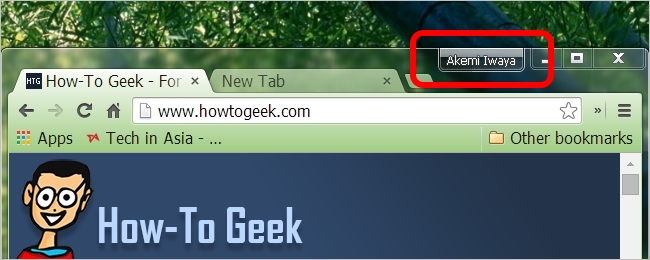 Akemi Iwaya
HTG How-To Geek - For
New Tab
www.howtogeek.com
»
Apps Tech in Asia - ... Other bookmarks
How-To Geek